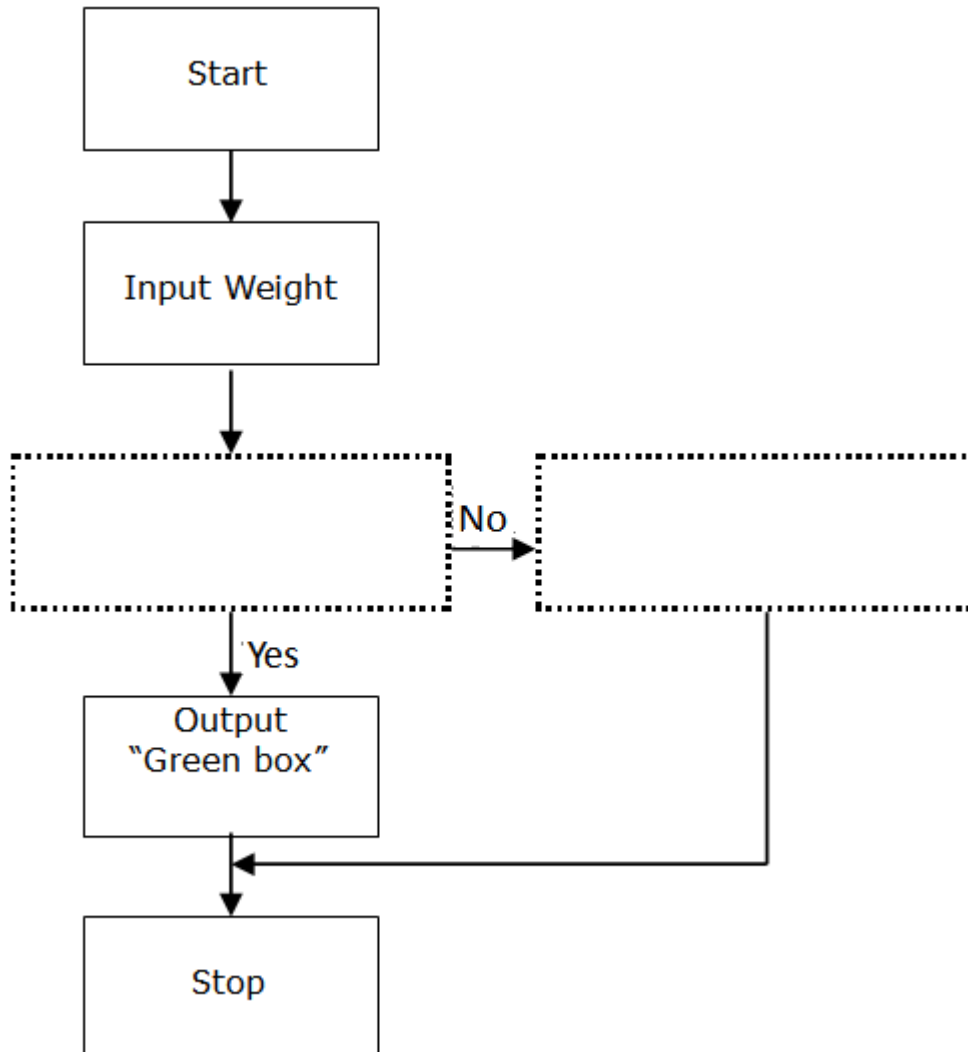 Start
Input Weight
No
Yes
Output
“Green box”
Stop